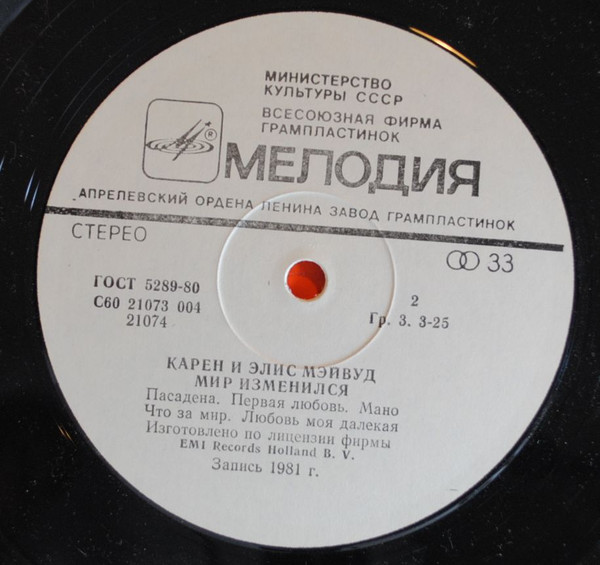 МИНИСТЕРСТВО
КУЛЬТУРЫ СССР
ВСЕСОЮЗНАЯ ФИРМА
ГРАМПЛАСТИНОК
®
МЕЛОДИЯ
АПРЕЛЕВСКИЙ ОРДЕНА ЛЕНИНА ЗАВОД ГРАМПЛАСТИНОК
СТЕРЕО
33
ГОСТ 5289-80
С60 21073 004
21074
2
Гр. 3. 3-25
КАРЕН И ЭЛИС МЭЙВУД
МИР ИЗМЕНИЛСЯ
Пасадена. Первая любовь. Мано
Что за мир. Любовь моя далекая
Изготовлено по лицензии фирмы
EMI Records Holland B. V.
Запись 1981 г.